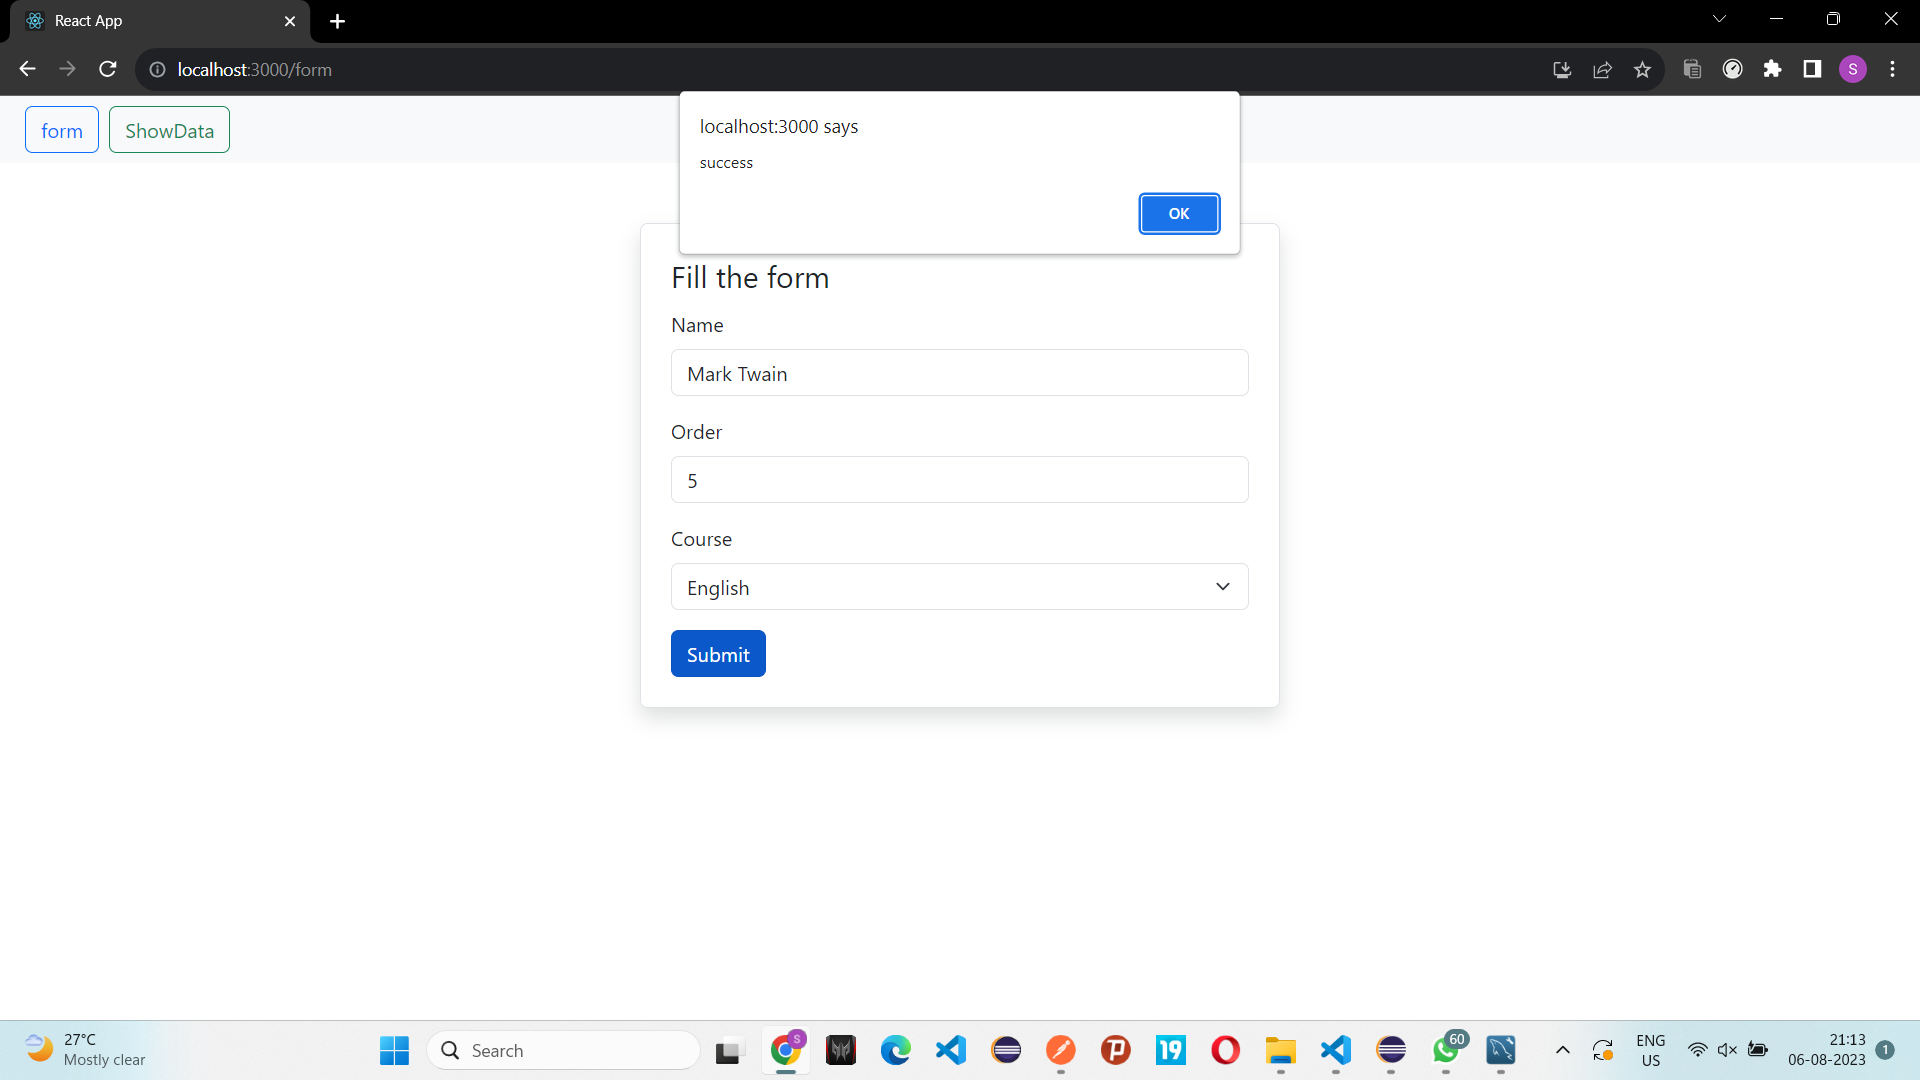 React App
localhost:3000/form
S
form
ShowData
localhost:3000 says
success
OK
Fill the form
Name
Mark Twain
Order
5
Course
English
Submit
27°C
Mostly clear
Search
S
19
60
ENG
US
21:13
06-08-2023
1